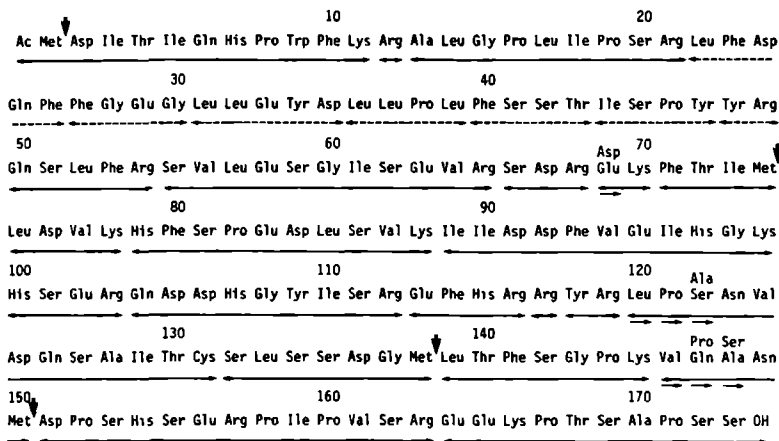 10 20
Ac Met Asp Ile Thr Ile Gln His Pro Trp Phe Lys Arg Ala Leu Gly Pro Leu Ile Pro Ser Arg Leu Phe Asp
30 40
Gln Phe Phe Gly Glu Gly Leu Leu Glu Tyr Asp Leu Leu Pro Leu Phe Ser Ser Thr Ile Ser Pro Tyr Tyr Arg
50 60 Asp 70
Gln Ser Leu Phe Arg Ser Val Leu Glu Ser Gly Ile Ser Glu Val Arg Ser Asp Arg Glu Lys Phe Thr Ile Met
80 90
Leu Asp Val Lys His Phe Ser Pro Glu Asp Leu Ser Val Lys Ile Ile Asp Asp Phe Val Glu Ile His Gly Lys
100 110 120 Ala
His Ser Glu Arg Gln Asp Asp His Gly Tyr Ile Ser Arg Glu Phe His Arg Arg Tyr Arg Leu Pro Ser Asn Val
130 140 Pro Ser
Asp Gln Ser Ala Ile Thr Cys Ser Leu Ser Ser Asp Gly Met Leu Thr Phe Ser Gly Pro Lys Val Gln Ala Asn
150 160 170
Met Asp Pro Ser His Ser Glu Arg Pro Ile Pro Val Ser Arg Glu Glu Lys Pro Thr Ser Ala Pro Ser Ser OH